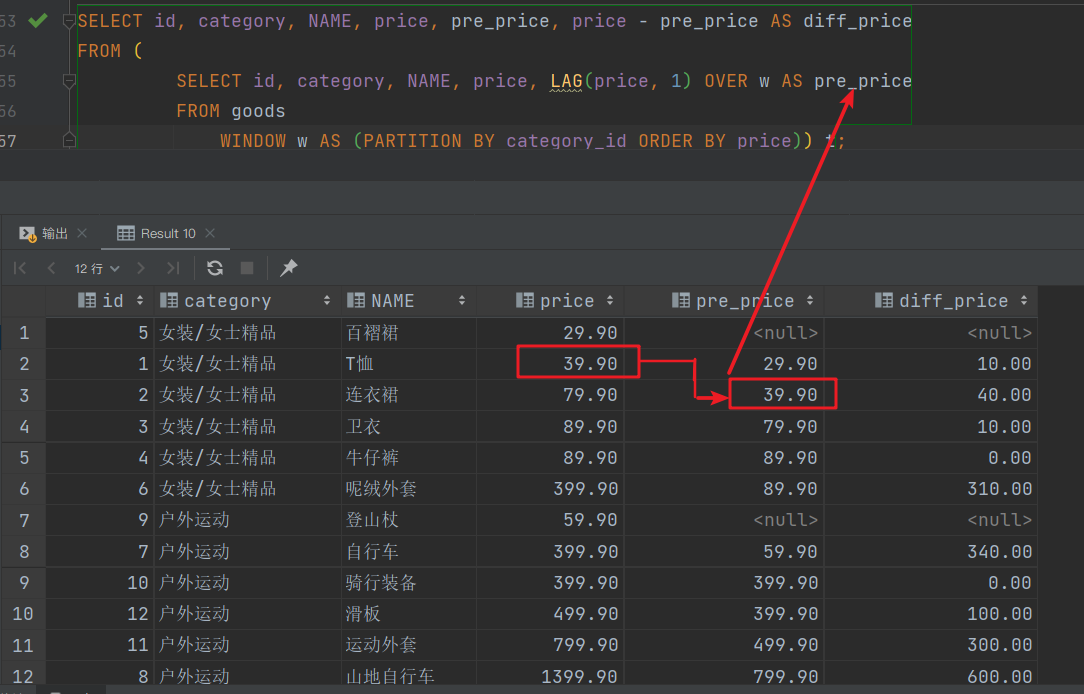 53 SELECT id, category, NAME, price, pre_price, price - pre_price AS diff_price
54 FROM (
55 SELECT id, category, NAME, price, LAG(price, 1) OVER w AS pre_price
56 FROM goods
57 WINDOW w AS (PARTITION BY category_id ORDER BY price)) t;
输出 Result 10
12 行
id category NAME price pre_price diff_price
1 5 女装/女士精品 百褶裙 29.90 <null> <null>
2 1 女装/女士精品 T恤 39.90 29.90 10.00
3 2 女装/女士精品 连衣裙 79.90 39.90 40.00
4 3 女装/女士精品 卫衣 89.90 79.90 10.00
5 4 女装/女士精品 牛仔裤 89.90 89.90 0.00
6 6 女装/女士精品 呢绒外套 399.90 89.90 310.00
7 9 户外运动 登山杖 59.90 <null> <null>
8 7 户外运动 自行车 399.90 59.90 340.00
9 10 户外运动 骑行装备 399.90 399.90 0.00
10 12 户外运动 滑板 499.90 399.90 100.00
11 11 户外运动 运动外套 799.90 499.90 300.00
12 8 户外运动 山地自行车 1399.90 799.90 600.00